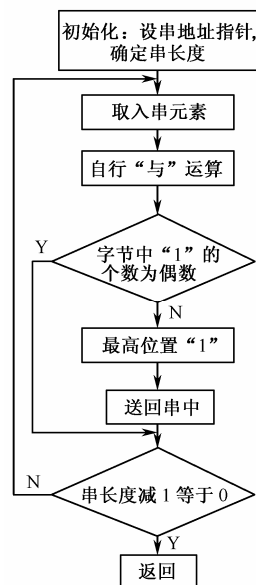 初始化：设串地址指针,
确定串长度
取入串元素
自行“与”运算
字节中“1”的
个数为偶数
Y
N
最高位置“1”
送回串中
N
串长度减1等于0
Y
返回